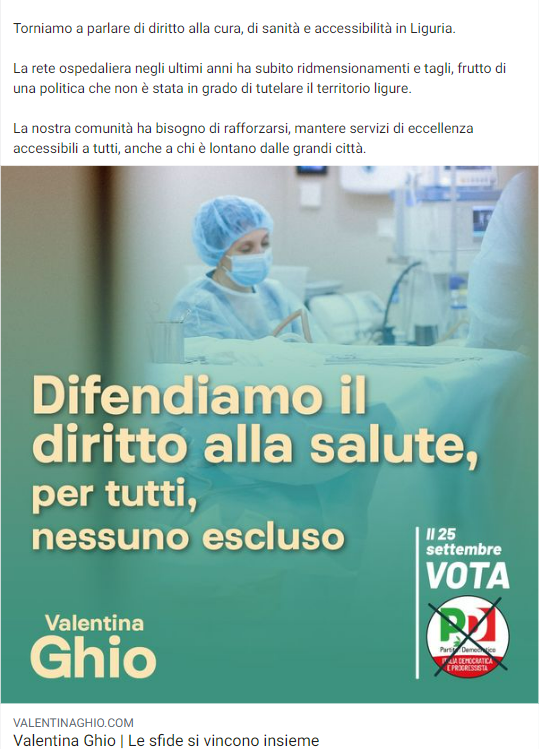 Torniamo a parlare di diritto alla cura, di sanità e accessibilità in Liguria.
La rete ospedaliera negli ultimi anni ha subito ridmensionamenti e tagli, frutto di
una politica che non è stata in grado di tutelare il territorio ligure.
La nostra comunità ha bisogno di rafforzarsi, mantere servizi di eccellenza
accessibili a tutti, anche a chi è lontano dalle grandi città.
Difendiamo il
diritto alla salute,
per tutti,
nessuno escluso
Il 25
settembre
VOTA
PD
Partito Democratico
ITALIA DEMOCRATICA
E PROGRESSISTA
Valentina
Ghio
VALENTINAGHIO.COM
Valentina Ghio | Le sfide si vincono insieme